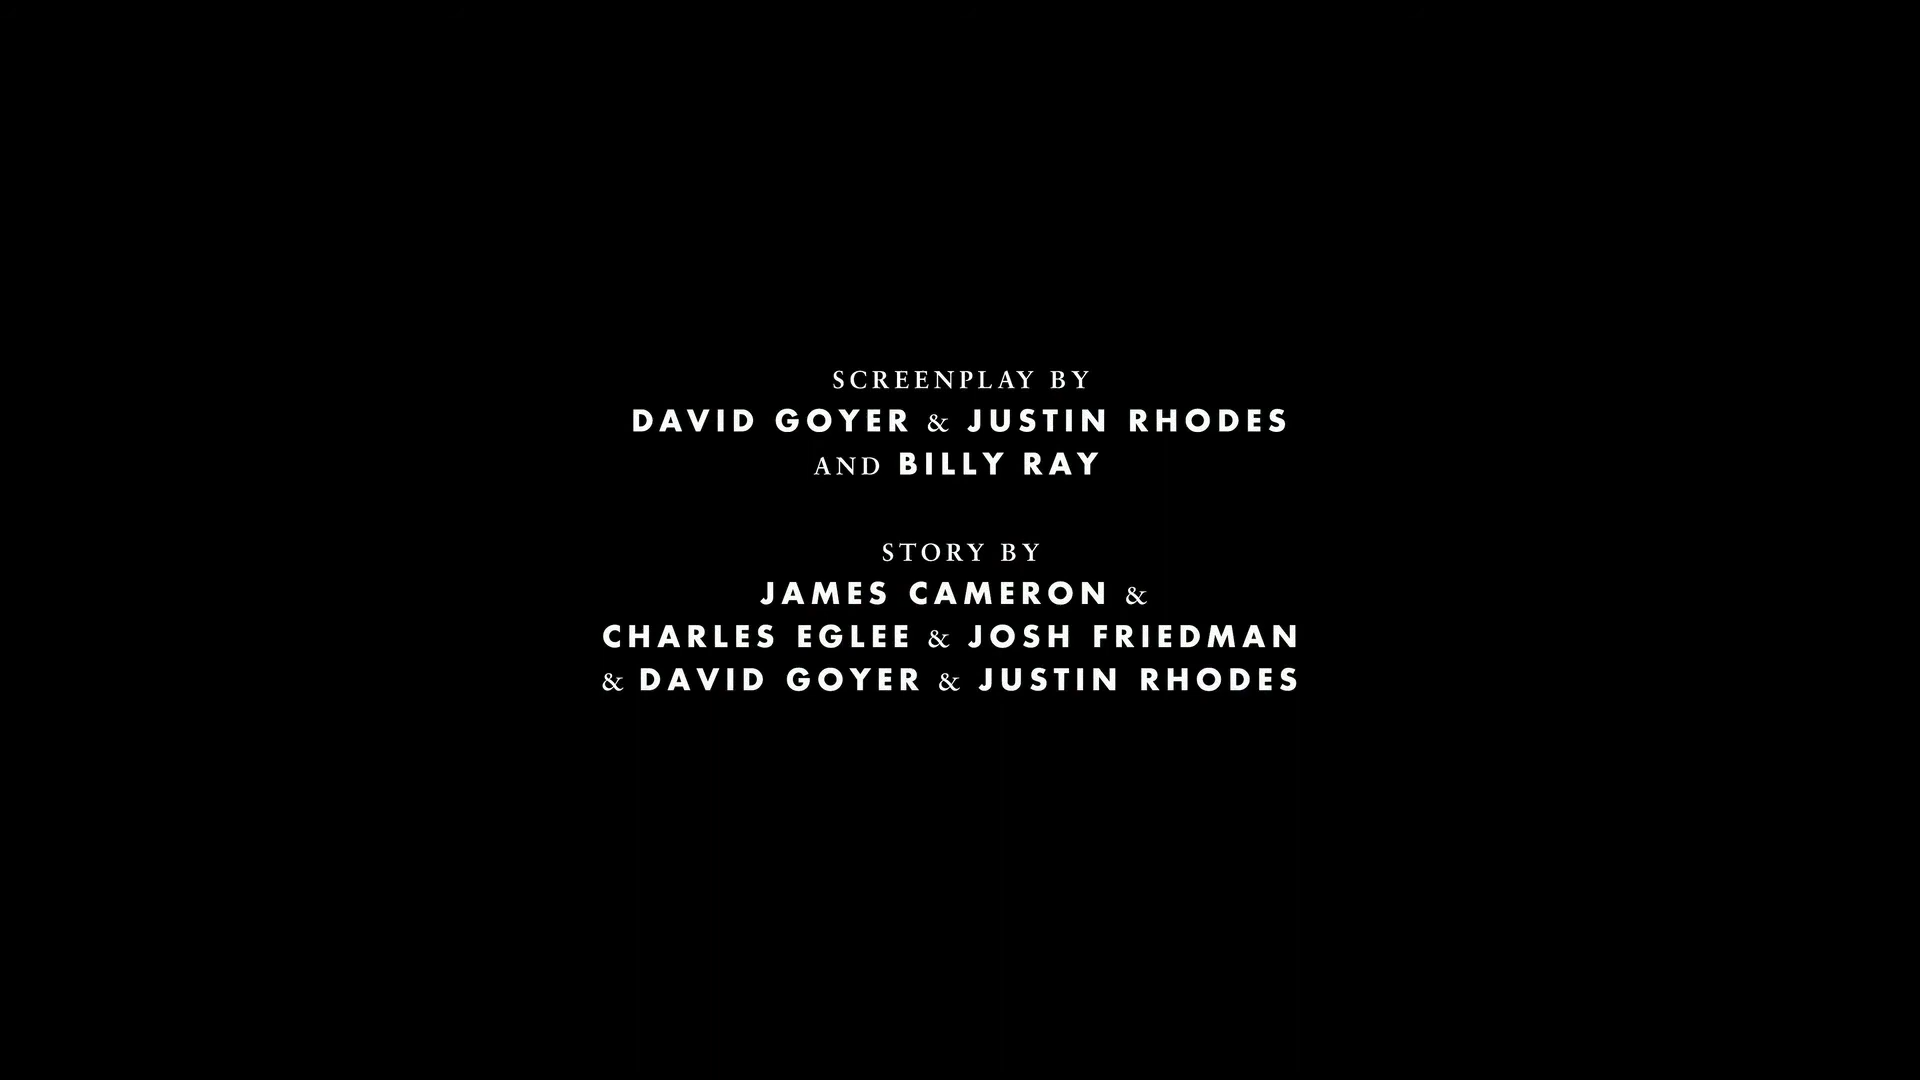 SCREENPLAY BY
DAVID GOYER & JUSTIN RHODES
AND BILLY RAY
STORY BY
JAMES CAMERON &
CHARLES EGLEE & JOSH FRIEDMAN
& DAVID GOYER & JUSTIN RHODES